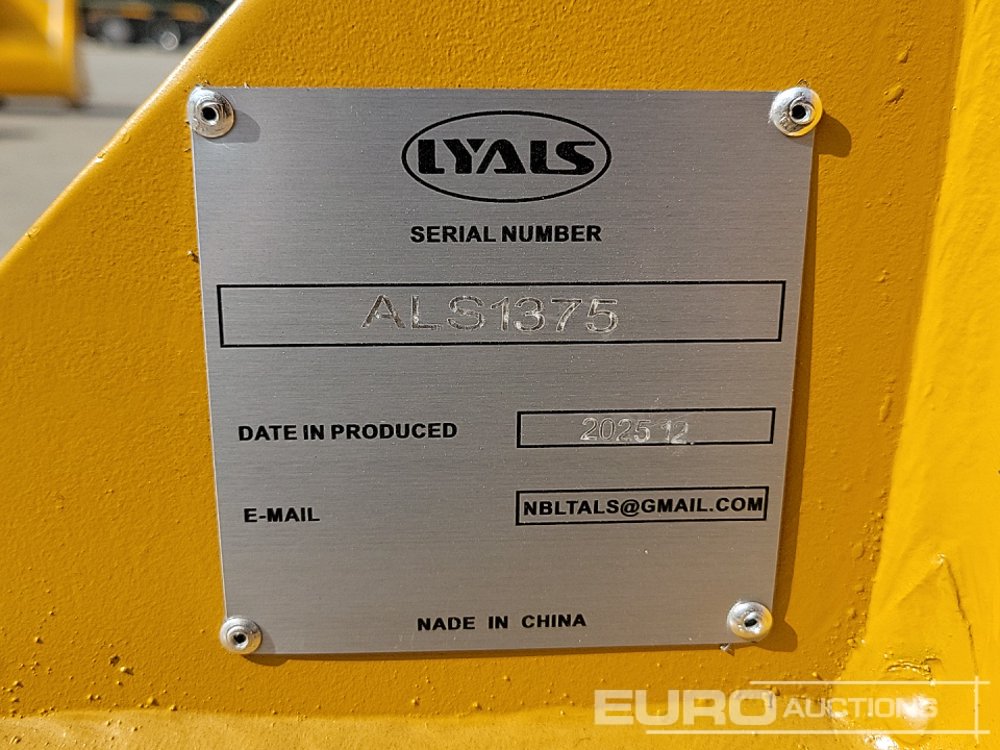 LYALS
SERIAL NUMBER
ALS1375
DATE IN PRODUCED 2025 12
E-MAIL NBLTALS@GMAIL.COM
NADE IN CHINA
EURO AUCTIONS